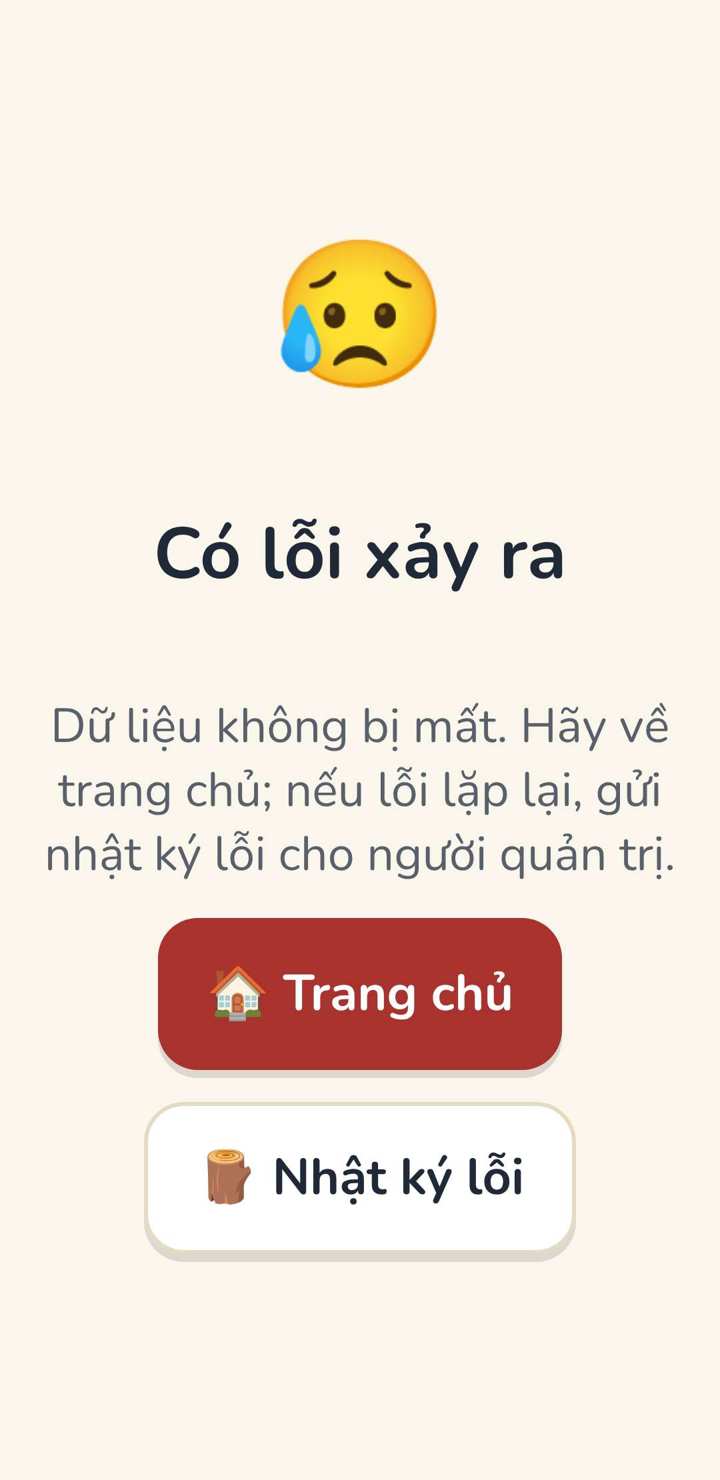 Có lỗi xảy ra
Dữ liệu không bị mất. Hãy về
trang chủ; nếu lỗi lặp lại, gửi
nhật ký lỗi cho người quản trị.
Trang chủ
Nhật ký lỗi